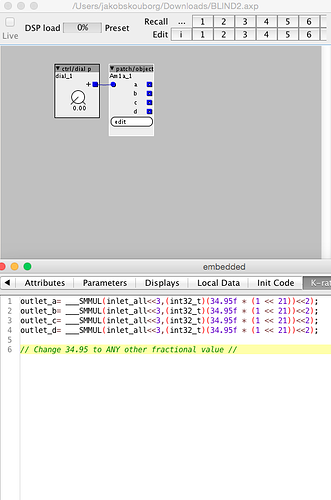 /Users/jakobskouborg/Downloads/BLIND2.axp
Live
DSP load 0% Preset
Recall ... 1 2 3 4 5 6
Edit i 1 2 3 4 5 6
▼ ctrl/dial p
dial_1
+
0.00
▼ patch/object
Am1a_1
a
b
c
d
edit
embedded
Attributes Parameters Displays Local Data Init Code K-ra
1 outlet_a= ___SMMUL(inlet_all<<3,(int32_t)(34.95f * (1 << 21))<<2);
2 outlet_b= ___SMMUL(inlet_all<<3,(int32_t)(34.95f * (1 << 21))<<2);
3 outlet_c= ___SMMUL(inlet_all<<3,(int32_t)(34.95f * (1 << 21))<<2);
4 outlet_d= ___SMMUL(inlet_all<<3,(int32_t)(34.95f * (1 << 21))<<2);
5
6 // Change 34.95 to ANY other fractional value //